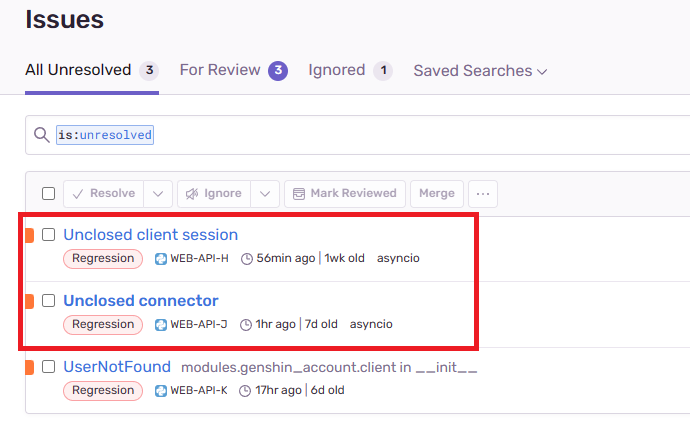 Issues
All Unresolved 3 For Review 3 Ignored 1 Saved Searches
is:unresolved
Resolve Ignore Mark Reviewed Merge ...
Unclosed client session
Regression WEB-API-H 56min ago | 1wk old asyncio
Unclosed connector
Regression WEB-API-J 1hr ago | 7d old asyncio
UserNotFound modules.genshin_account.client in __init__
Regression WEB-API-K 17hr ago | 6d old